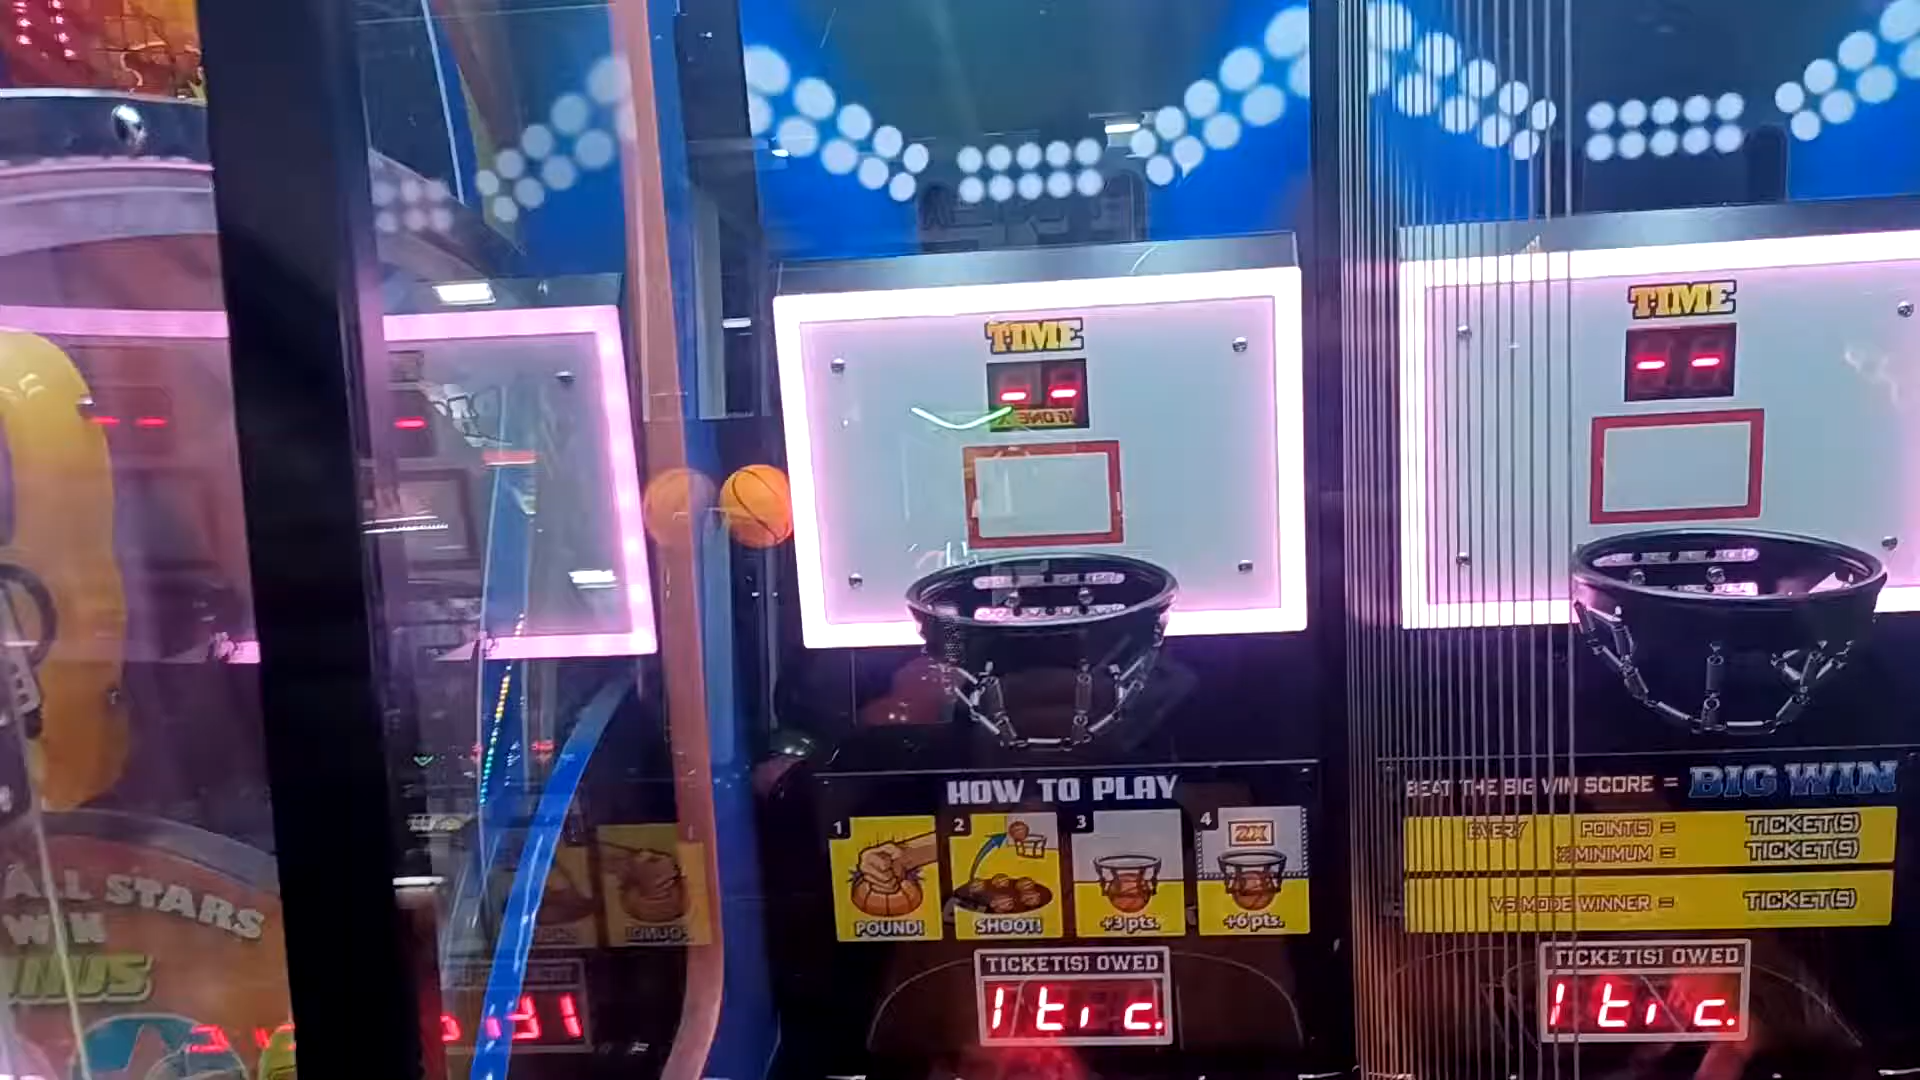 TIME
TIME
HOW TO PLAY
1
2
3
4
2X
POUND!
SHOOT!
+3 pts.
+6 pts.
BEAT THE BIG WIN SCORE = BIG WIN
EVERY POINT(S) = TICKET(S)
MINIMUM = TICKET(S)
VS MODE WINNER = TICKET(S)
TICKET(S) OWED
1 tic.
TICKET(S) OWED
1 tic.
ALL STARS
WIN